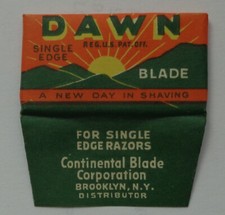 DAWN
REG. U.S. PAT. OFF.
SINGLE
EDGE
BLADE
A NEW DAY IN SHAVING
FOR SINGLE
EDGE RAZORS
Continental Blade
Corporation
BROOKLYN, N.Y.
DISTRIBUTOR